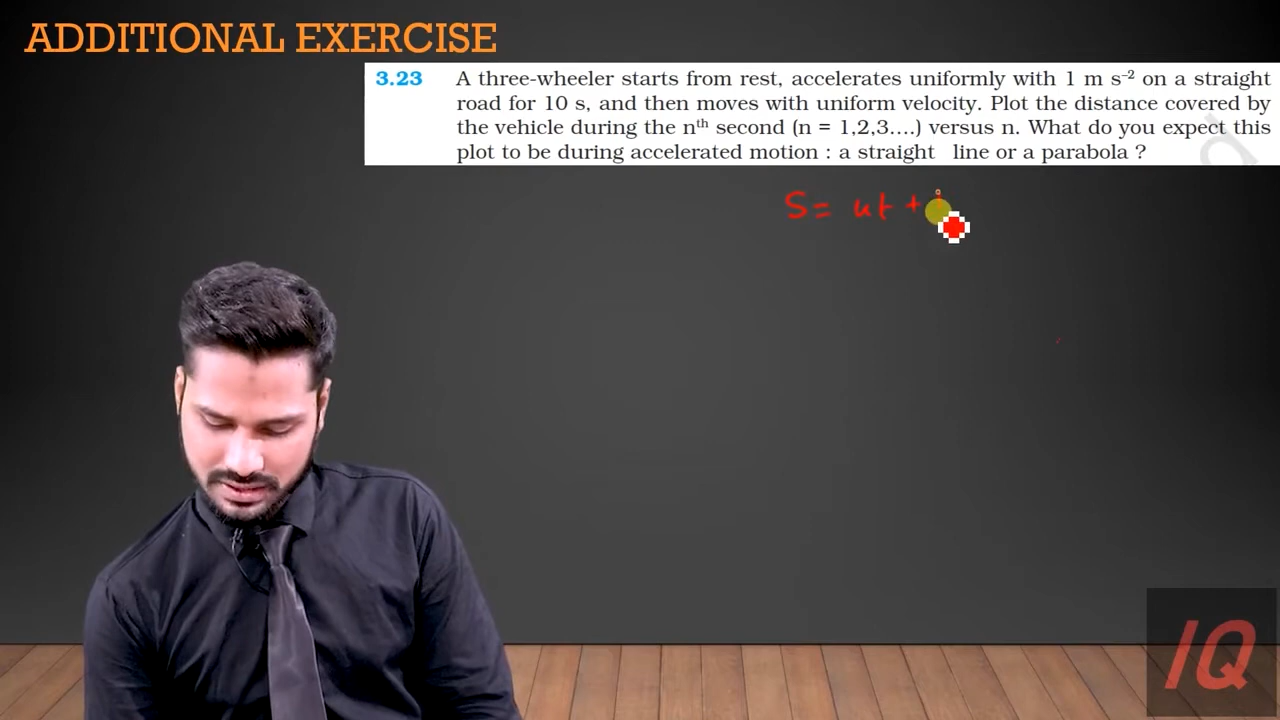 ADDITIONAL EXERCISE
3.23 A three-wheeler starts from rest, accelerates uniformly with 1 m s⁻² on a straight
road for 10 s, and then moves with uniform velocity. Plot the distance covered by
the vehicle during the nᵗʰ second (n = 1,2,3....) versus n. What do you expect this
plot to be during accelerated motion : a straight line or a parabola ?
S = ut +
IQ